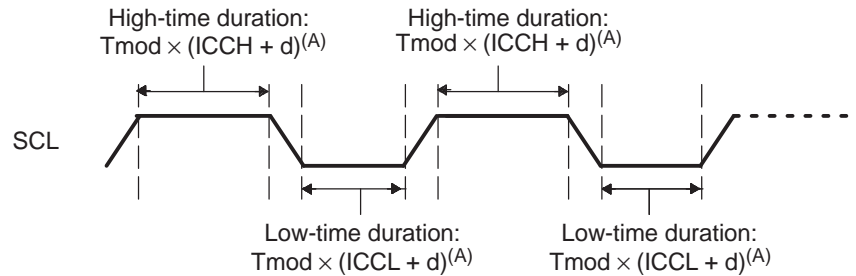 High-time duration:
Tmod × (ICCH + d)(A)
High-time duration:
Tmod × (ICCH + d)(A)
SCL
Low-time duration:
Tmod × (ICCL + d)(A)
Low-time duration:
Tmod × (ICCL + d)(A)